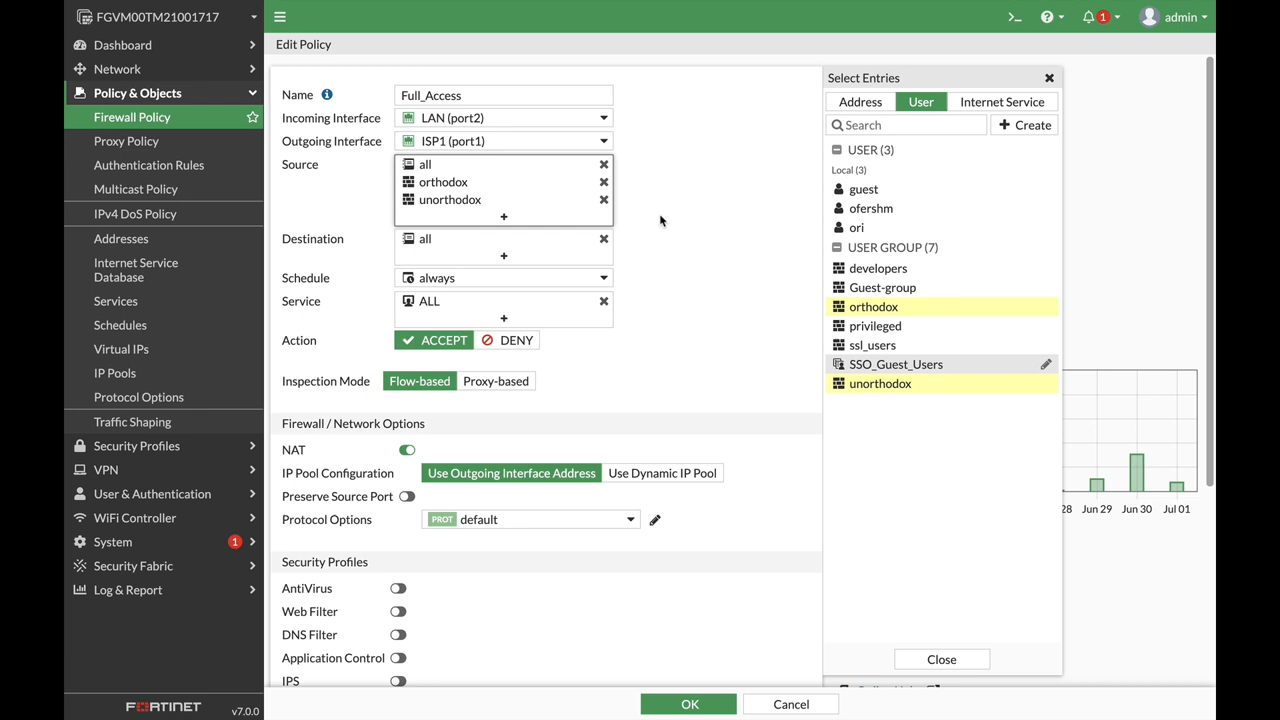 FGVM00TM21001717
Dashboard
Network
Policy & Objects
Firewall Policy
Proxy Policy
Authentication Rules
Multicast Policy
IPv4 DoS Policy
Addresses
Internet Service
Database
Services
Schedules
Virtual IPs
IP Pools
Protocol Options
Traffic Shaping
Security Profiles
VPN
User & Authentication
WiFi Controller
System 1
Security Fabric
Log & Report
FORTINET v7.0.0
>_ ? 1 admin
Edit Policy
Name Full_Access
Incoming Interface LAN (port2)
Outgoing Interface ISP1 (port1)
Source all
orthodox
unorthodox
+
Destination all
+
Schedule always
Service ALL
+
Action ACCEPT DENY
Inspection Mode Flow-based Proxy-based
Firewall / Network Options
NAT
IP Pool Configuration Use Outgoing Interface Address Use Dynamic IP Pool
Preserve Source Port
Protocol Options PROT default
Security Profiles
AntiVirus
Web Filter
DNS Filter
Application Control
IPS
OK Cancel
Select Entries
Address User Internet Service
Search + Create
USER (3)
Local (3)
guest
ofershm
ori
USER GROUP (7)
developers
Guest-group
orthodox
privileged
ssl_users
SSO_Guest_Users
unorthodox
Close
28 Jun 29 Jun 30 Jul 01